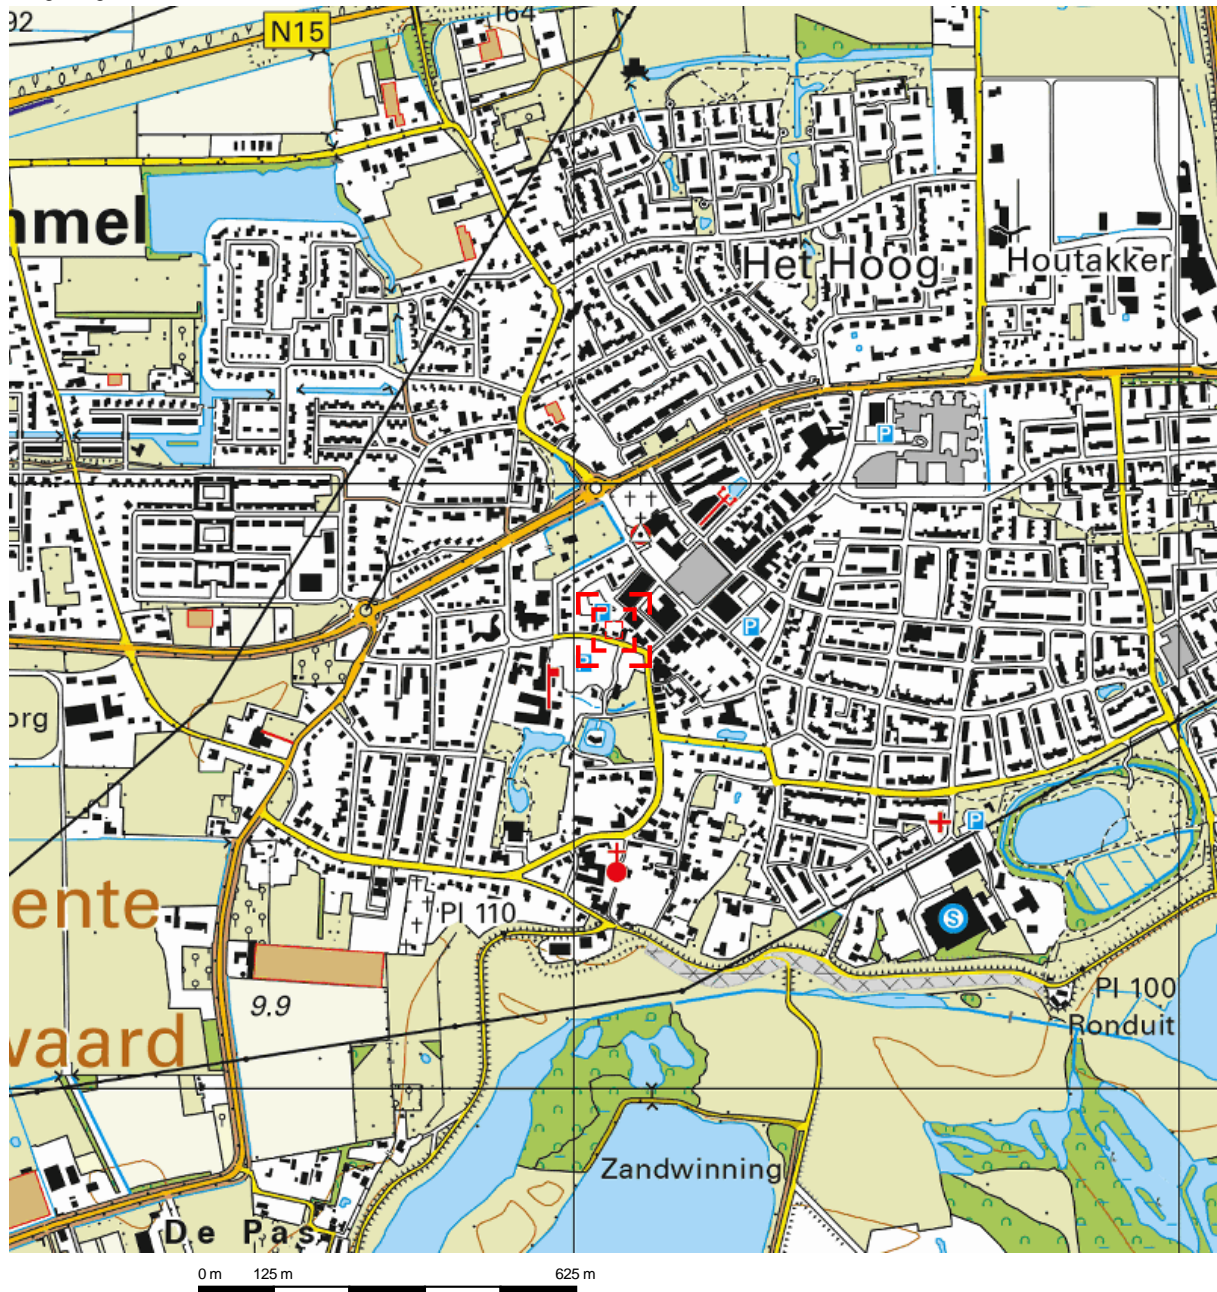 92
N15
164
mmel
Het Hoog
Houtakker
P
P
P
P
org
P
ente
Pl 110
S
9.9
Pl 100
Ronduit
waard
Zandwinning
De Pas
0 m 125 m 625 m